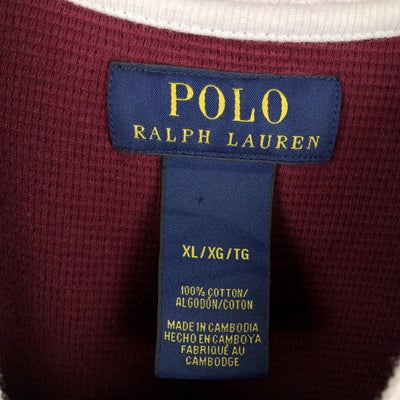 POLO
RALPH LAUREN
XL/XG/TG
100% COTTON/
ALGODÓN/COTON
MADE IN CAMBODIA
HECHO EN CAMBOYA
FABRIQUÉ AU
CAMBODGE